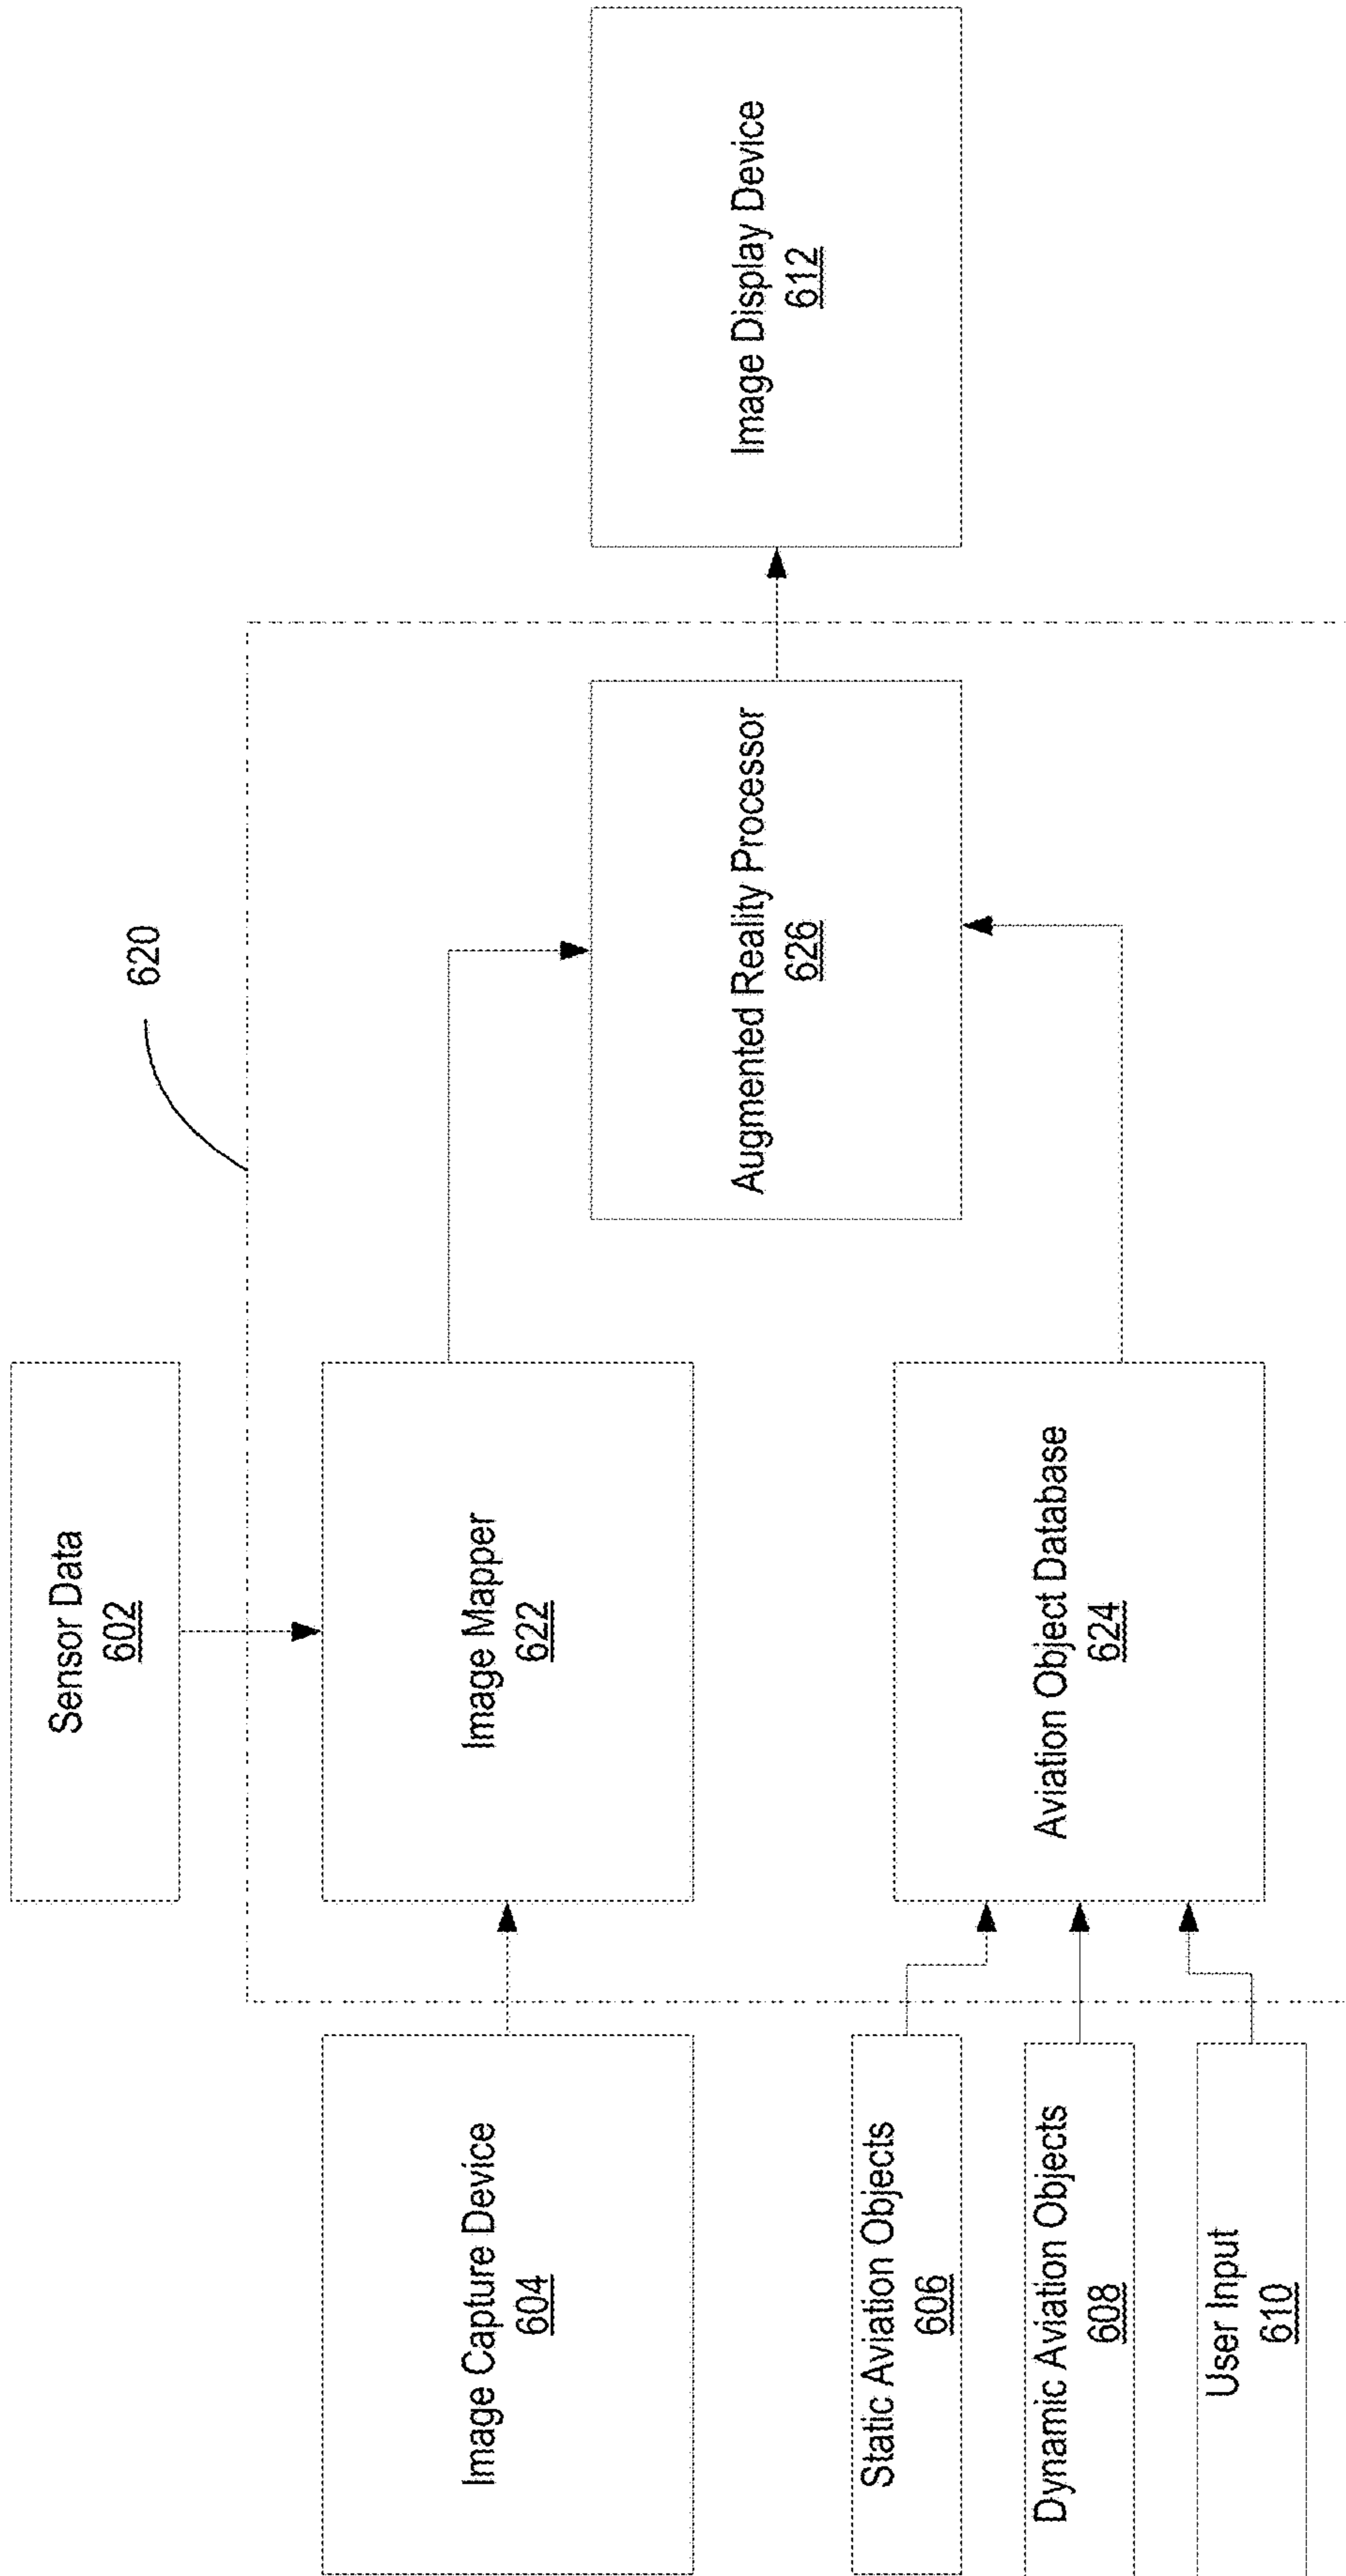 Sensor Data
602
620
Image Capture Device
604
Image Mapper
622
Augmented Reality Processor
626
Image Display Device
612
Static Aviation Objects
606
Dynamic Aviation Objects
608
User Input
610
Aviation Object Database
624